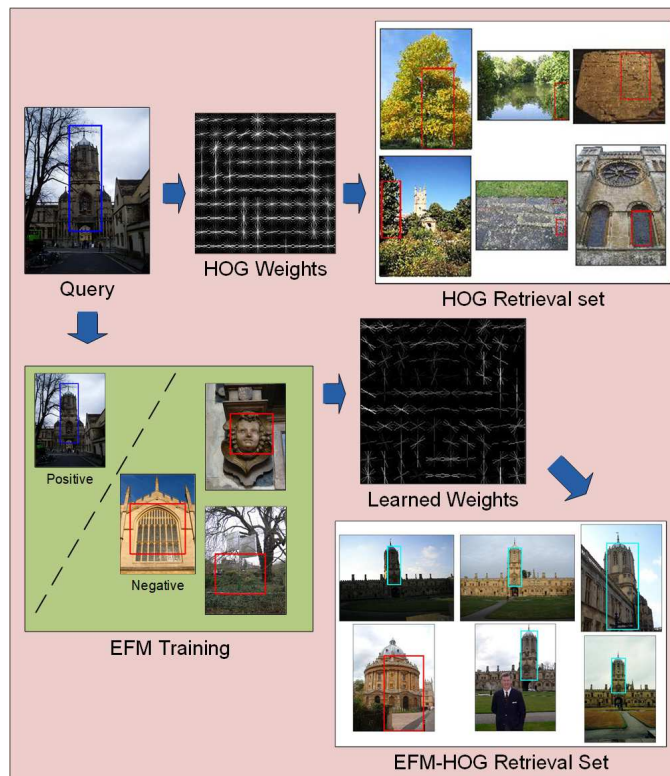 Query
HOG Weights
HOG Retrieval set
Positive
Negative
EFM Training
Learned Weights
EFM-HOG Retrieval Set